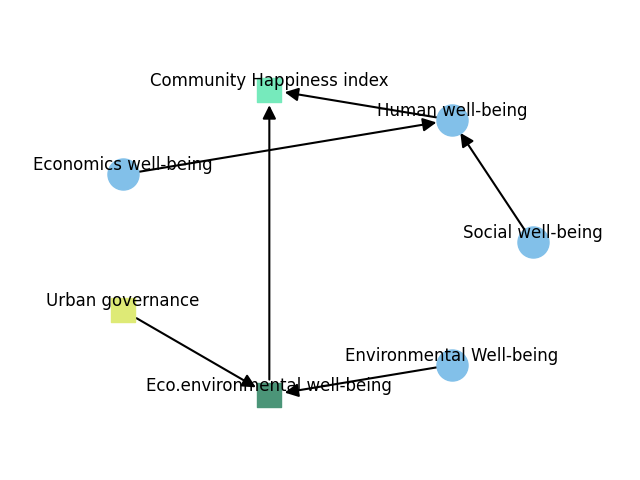 Community Happiness index
Human well-being
Economics well-being
Social well-being
Urban governance
Environmental Well-being
Eco.environmental well-being